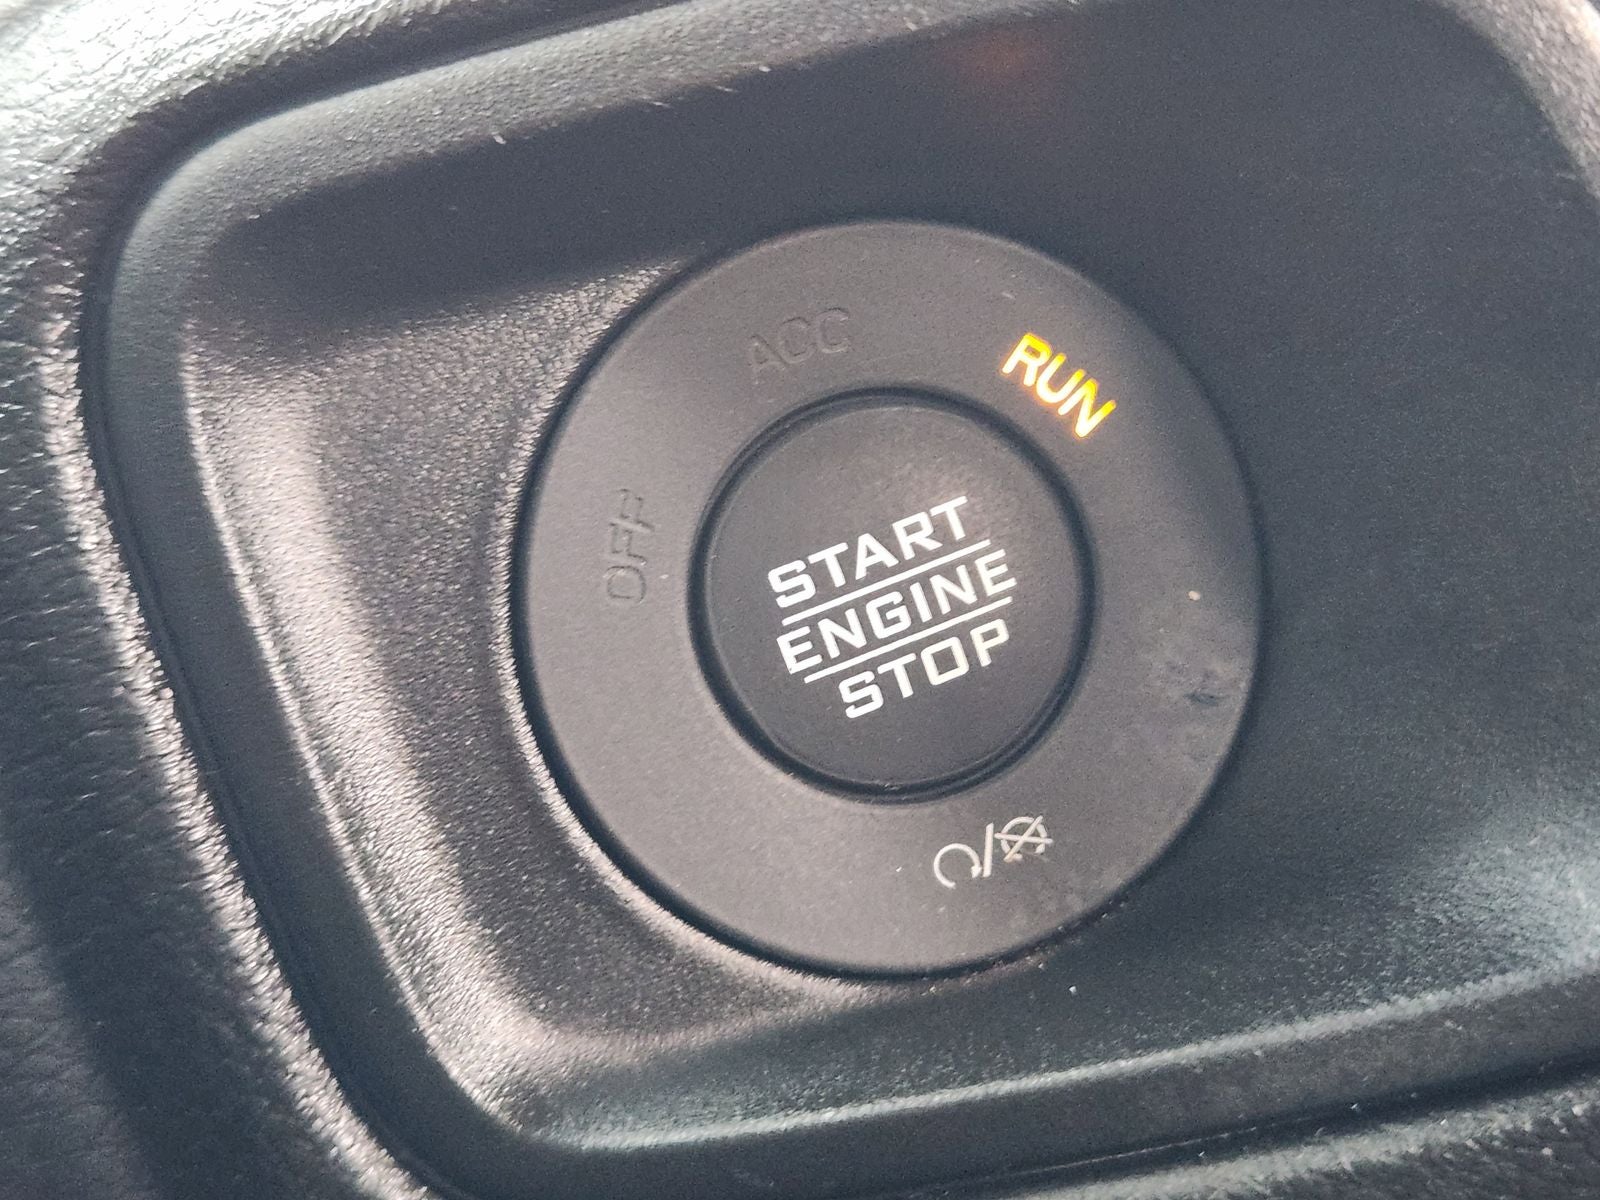 ACC
RUN
OFF
START
ENGINE
STOP